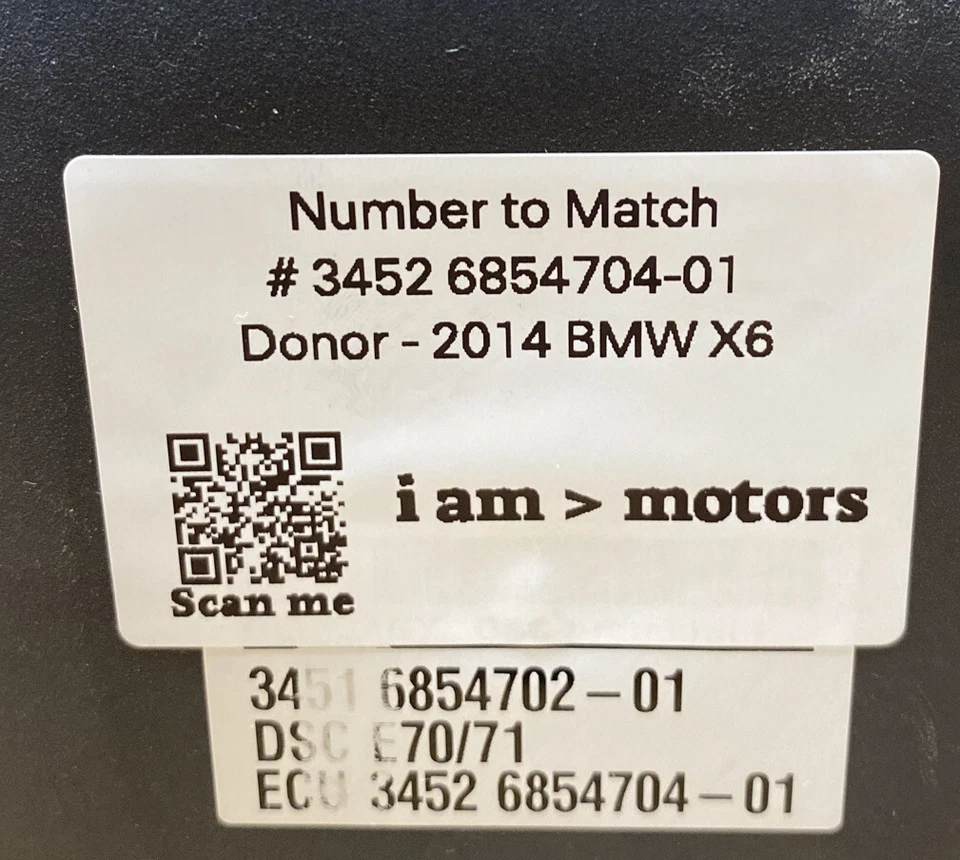 Number to Match
# 3452 6854704-01
Donor - 2014 BMW X6
i am > motors
Scan me
3451 6854702-01
DSC E70/71
ECU 3452 6854704-01